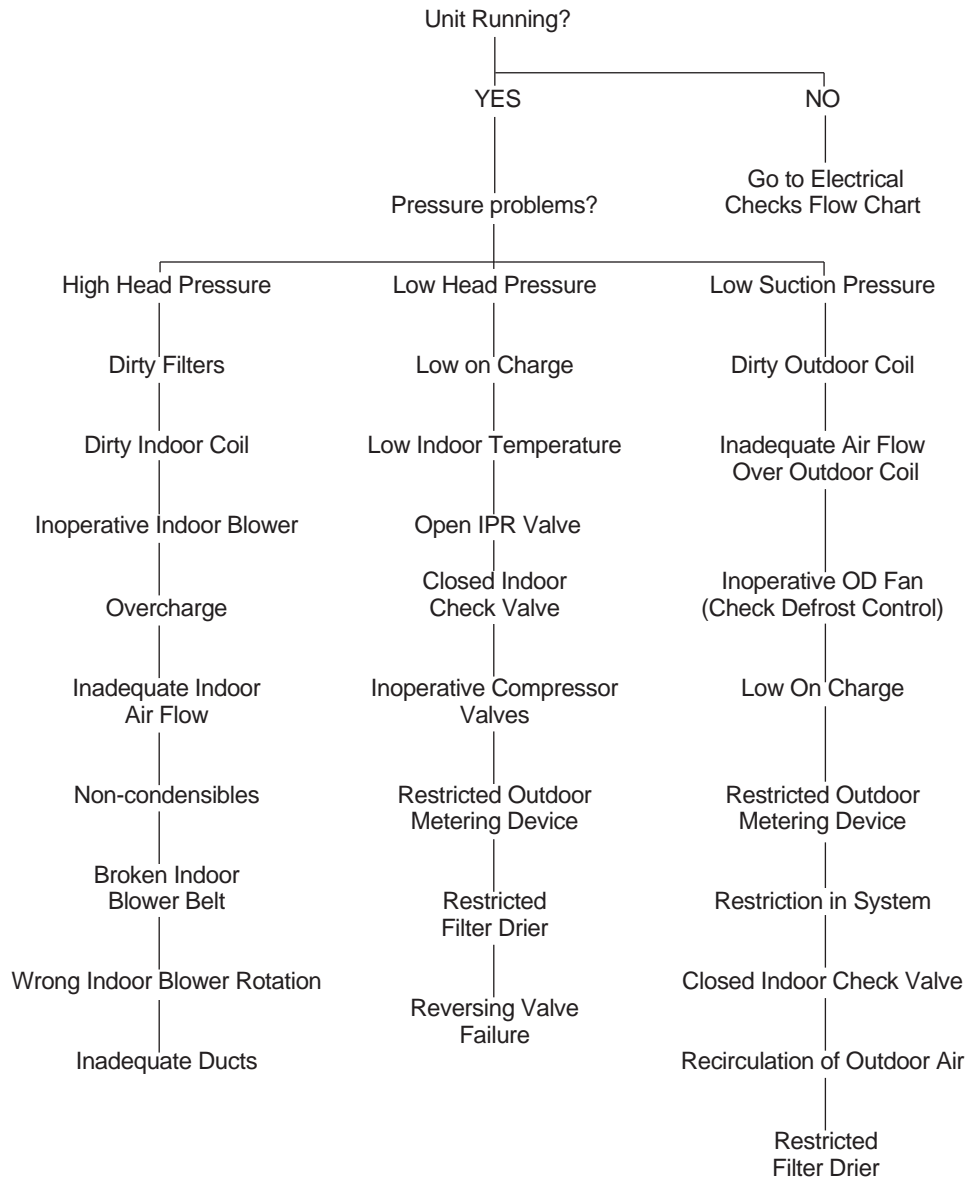 Unit Running?
YES
NO
Go to Electrical
Checks Flow Chart
Pressure problems?
High Head Pressure
Low Head Pressure
Low Suction Pressure
Dirty Filters
Low on Charge
Dirty Outdoor Coil
Dirty Indoor Coil
Low Indoor Temperature
Inadequate Air Flow
Over Outdoor Coil
Inoperative Indoor Blower
Open IPR Valve
Closed Indoor
Check Valve
Inoperative OD Fan
(Check Defrost Control)
Overcharge
Inadequate Indoor
Air Flow
Inoperative Compressor
Valves
Low On Charge
Non-condensibles
Restricted Outdoor
Metering Device
Restricted Outdoor
Metering Device
Broken Indoor
Blower Belt
Restricted
Filter Drier
Restriction in System
Wrong Indoor Blower Rotation
Reversing Valve
Failure
Closed Indoor Check Valve
Inadequate Ducts
Recirculation of Outdoor Air
Restricted
Filter Drier